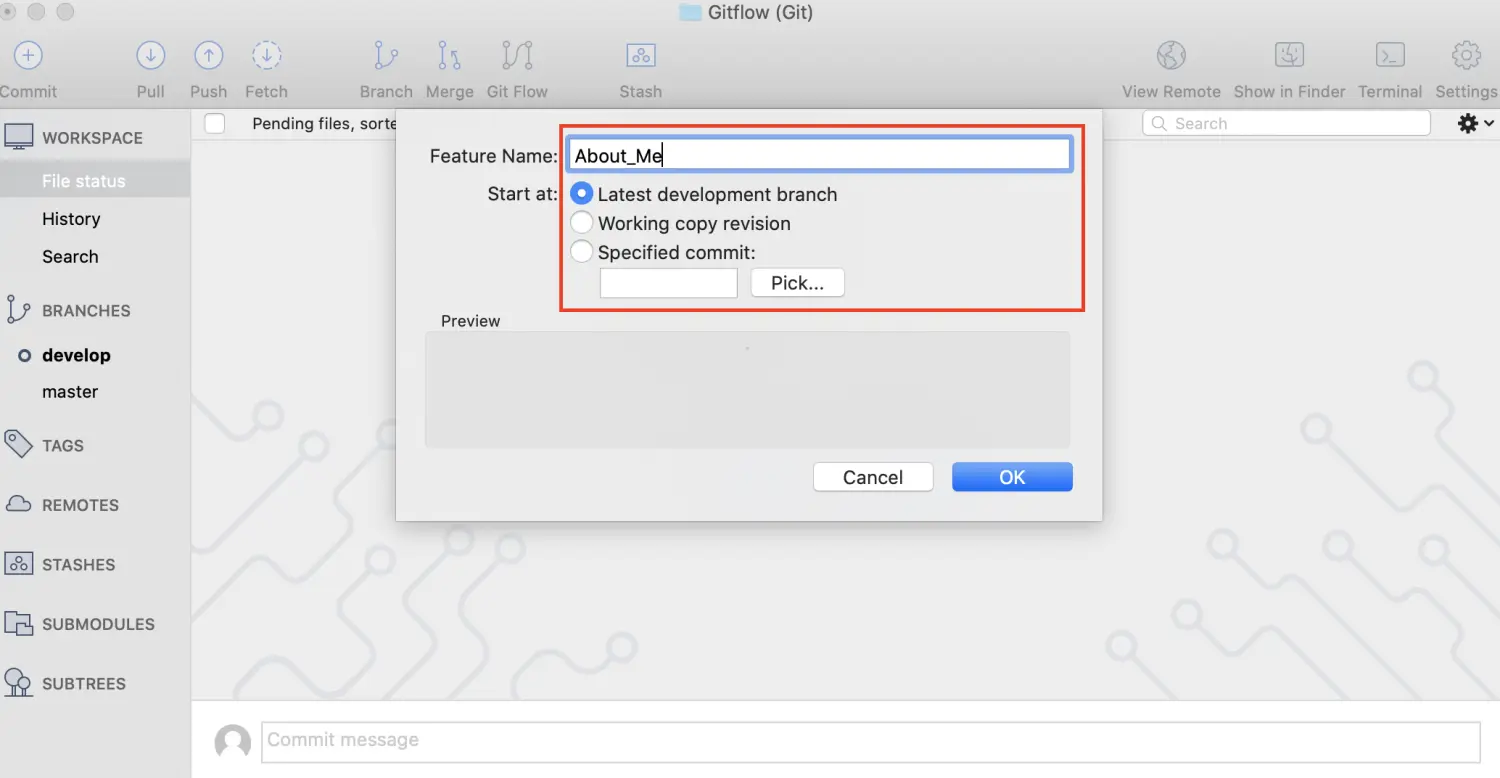 Gitflow (Git)
Commit Pull Push Fetch Branch Merge Git Flow Stash View Remote Show in Finder Terminal Settings
WORKSPACE
File status
History
Search
BRANCHES
develop
master
TAGS
REMOTES
STASHES
SUBMODULES
SUBTREES
Pending files, sorte
Search
Feature Name: About_Me
Start at: Latest development branch
Working copy revision
Specified commit:
Pick...
Preview
Cancel OK
Commit message